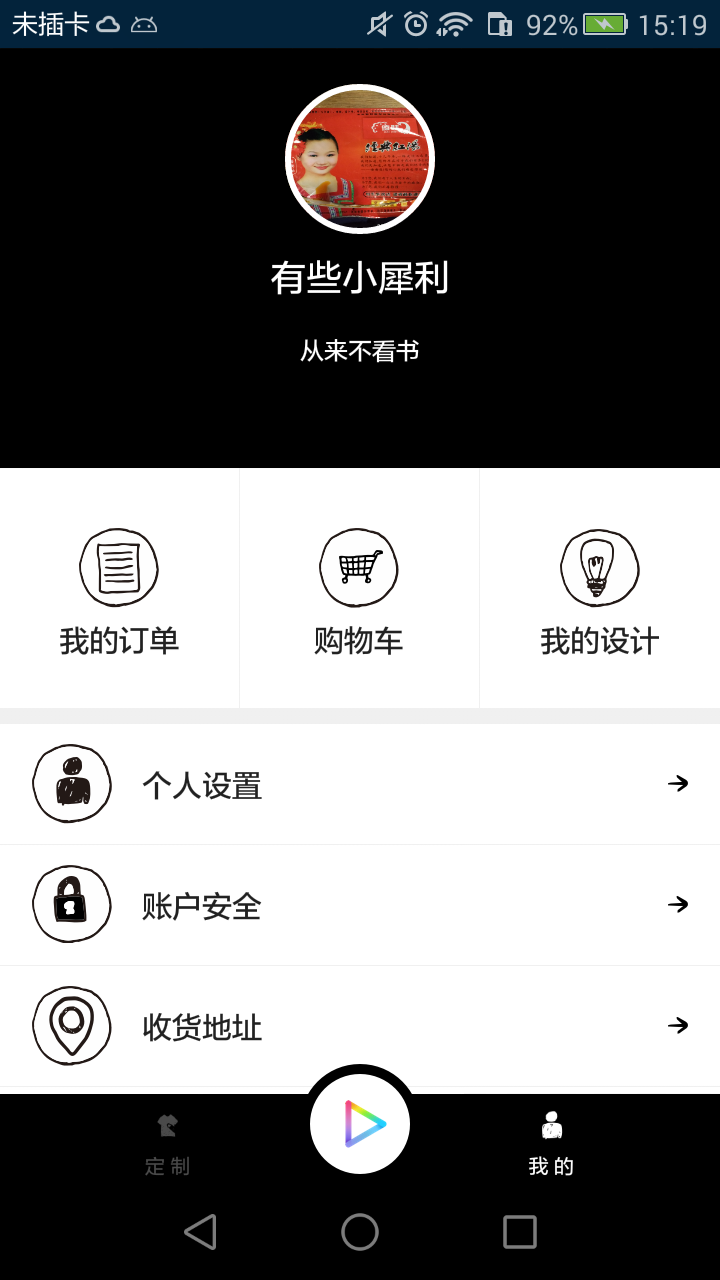 未插卡 92% 15:19
有些小犀利
从来不看书
我的订单 购物车 我的设计
个人设置
账户安全
收货地址
定制 我的